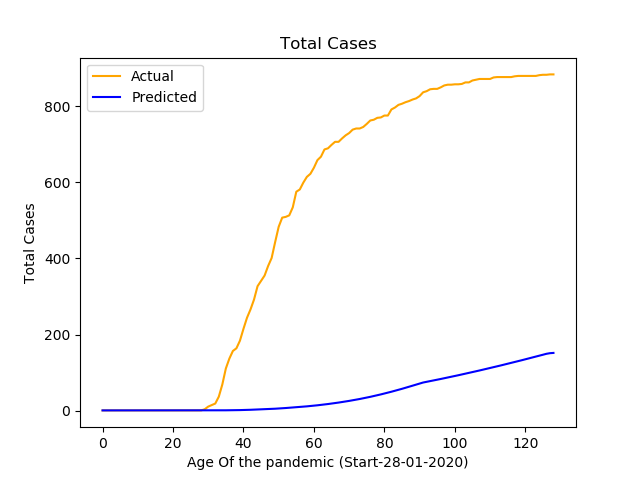 Total Cases
Actual
Predicted
Total Cases
800
600
400
200
0
0 20 40 60 80 100 120
Age Of the pandemic (Start-28-01-2020)